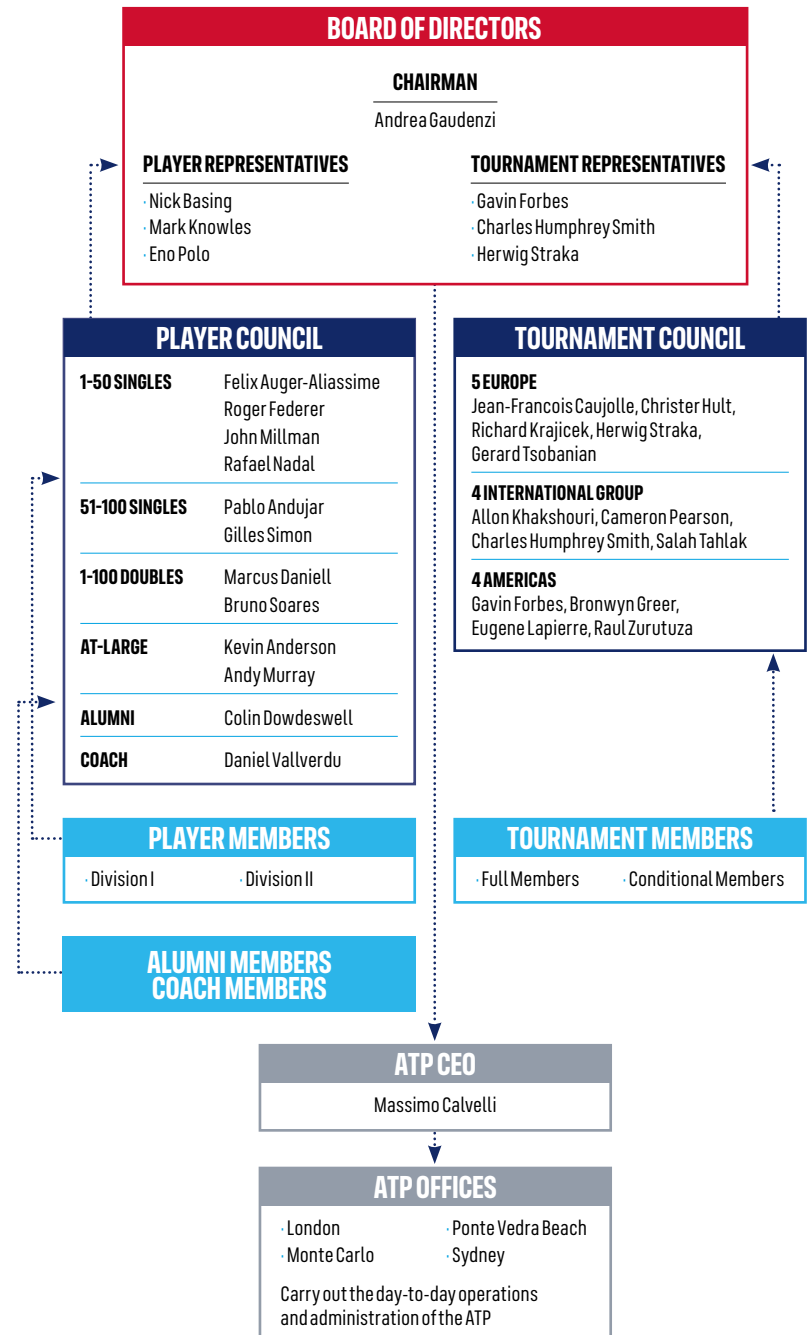 BOARD OF DIRECTORS
CHAIRMAN
Andrea Gaudenzi
PLAYER REPRESENTATIVES
· Nick Basing
· Mark Knowles
· Eno Polo
TOURNAMENT REPRESENTATIVES
· Gavin Forbes
· Charles Humphrey Smith
· Herwig Straka
PLAYER COUNCIL
1-50 SINGLES
Felix Auger-Aliassime
Roger Federer
John Millman
Rafael Nadal
51-100 SINGLES
Pablo Andujar
Gilles Simon
1-100 DOUBLES
Marcus Daniell
Bruno Soares
AT-LARGE
Kevin Anderson
Andy Murray
ALUMNI
Colin Dowdeswell
COACH
Daniel Vallverdu
TOURNAMENT COUNCIL
5 EUROPE
Jean-Francois Caujolle, Christer Hult,
Richard Krajicek, Herwig Straka,
Gerard Tsobanian
4 INTERNATIONAL GROUP
Allon Khakshouri, Cameron Pearson,
Charles Humphrey Smith, Salah Tahlak
4 AMERICAS
Gavin Forbes, Bronwyn Greer,
Eugene Lapierre, Raul Zurutuza
PLAYER MEMBERS
· Division I
· Division II
TOURNAMENT MEMBERS
· Full Members
· Conditional Members
ALUMNI MEMBERS
COACH MEMBERS
ATP CEO
Massimo Calvelli
ATP OFFICES
· London
· Monte Carlo
· Ponte Vedra Beach
· Sydney
Carry out the day-to-day operations
and administration of the ATP